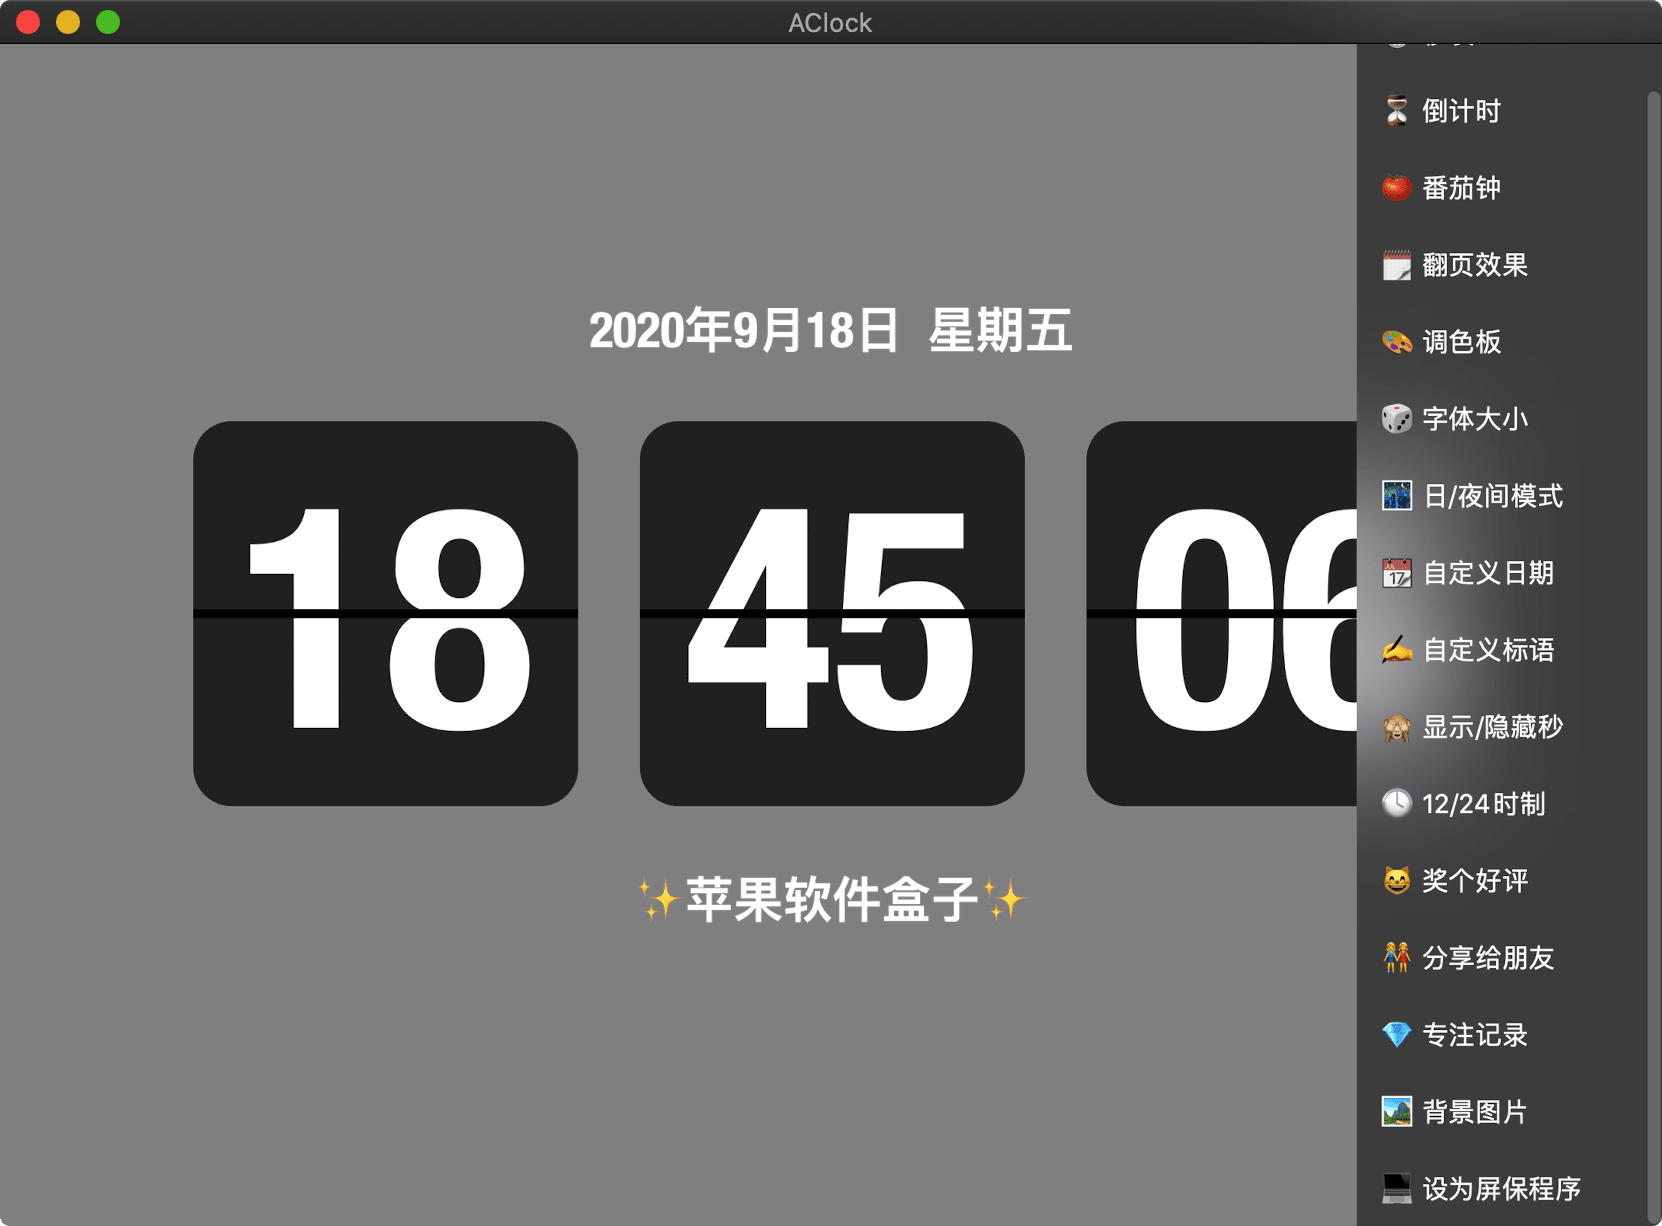 AClock
2020年9月18日 星期五
18 45 06
✨苹果软件盒子✨
倒计时
番茄钟
翻页效果
调色板
字体大小
日/夜间模式
自定义日期
自定义标语
显示/隐藏秒
12/24时制
奖个好评
分享给朋友
专注记录
背景图片
设为屏保程序